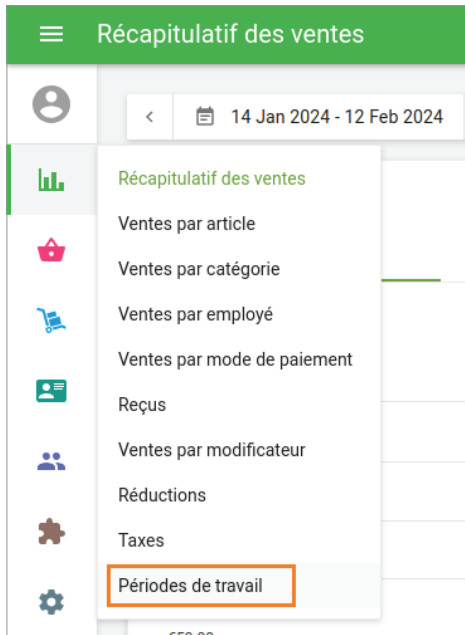 Récapitulatif des ventes
14 Jan 2024 - 12 Feb 2024
Récapitulatif des ventes
Ventes par article
Ventes par catégorie
Ventes par employé
Ventes par mode de paiement
Reçus
Ventes par modificateur
Réductions
Taxes
Périodes de travail